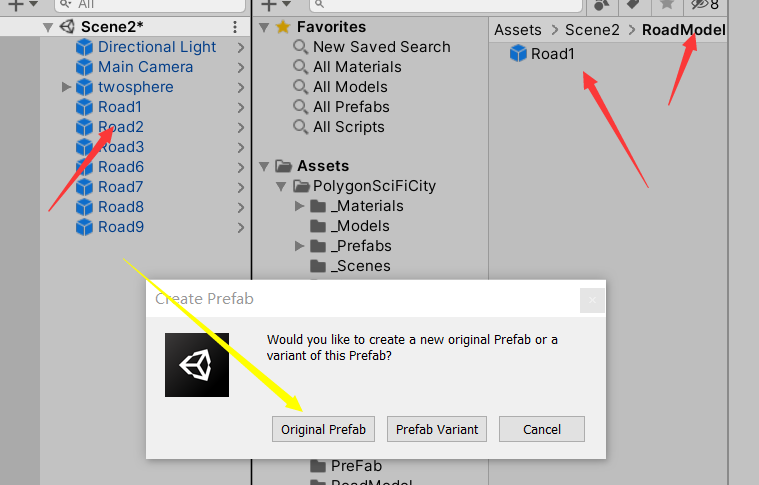 All
8
Scene2*
Directional Light
Main Camera
twosphere
Road1
Road2
Road3
Road6
Road7
Road8
Road9
Favorites
New Saved Search
All Materials
All Models
All Prefabs
All Scripts
Assets
PolygonSciFiCity
_Materials
_Models
_Prefabs
_Scenes
PreFab
RoadModel
Assets > Scene2 > RoadModel
Road1
Create Prefab
Would you like to create a new original Prefab or a
variant of this Prefab?
Original Prefab
Prefab Variant
Cancel